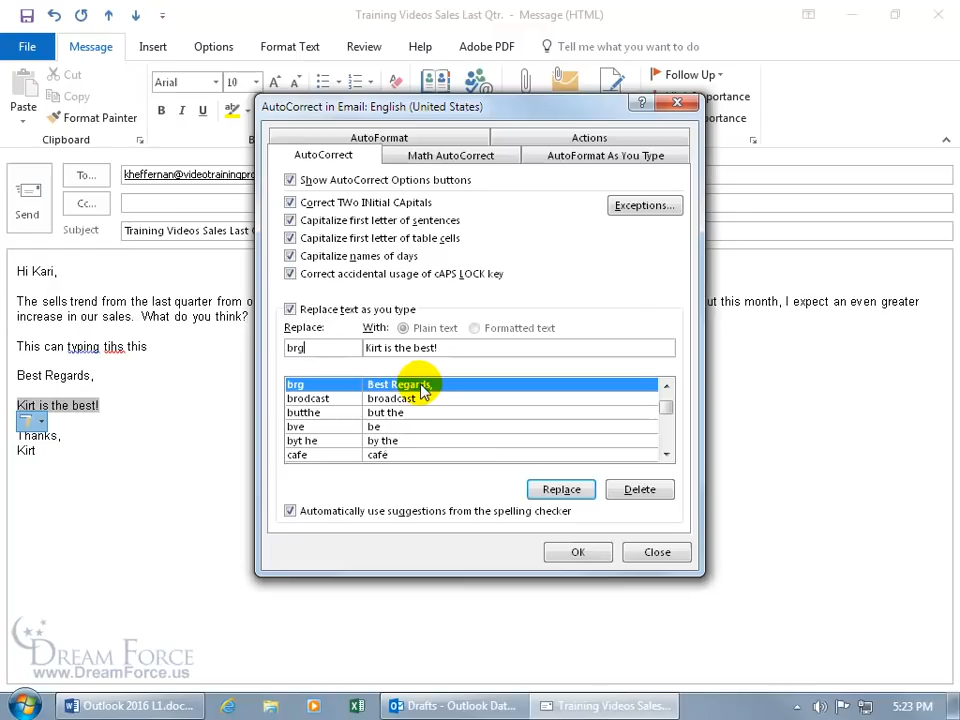 Training Videos Sales Last Qtr. - Message (HTML)
File Message Insert Options Format Text Review Help Adobe PDF Tell me what you want to do
Cut
Copy
Format Painter
Paste
Clipboard
Arial 10
B I U
Follow Up
AutoCorrect in Email: English (United States)
AutoFormat Actions
AutoCorrect Math AutoCorrect AutoFormat As You Type
Show AutoCorrect Options buttons
Correct TWo INitial CApitals
Exceptions...
Capitalize first letter of sentences
Capitalize first letter of table cells
Capitalize names of days
Correct accidental usage of cAPS LOCK key
Replace text as you type
Replace: With: Plain text Formatted text
brg Kirt is the best!
brg Best Regards,
brodcast broadcast
butthe but the
bve be
byt he by the
cafe café
Replace Delete
Automatically use suggestions from the spelling checker
OK Close
Send
To...
kheffernan@videotrainingpro
Cc...
Subject
Training Videos Sales Last Q
Hi Kari,
The sells trend from the last quarter from o
ut this month, I expect an even greater
increase in our sales. What do you think?
This can typing tihs this
Best Regards,
Kirt is the best!
Thanks,
Kirt
DREAM FORCE
www.DreamForce.us
Outlook 2016 L1.doc... Drafts - Outlook Dat... Training Videos Sales... 5:23 PM